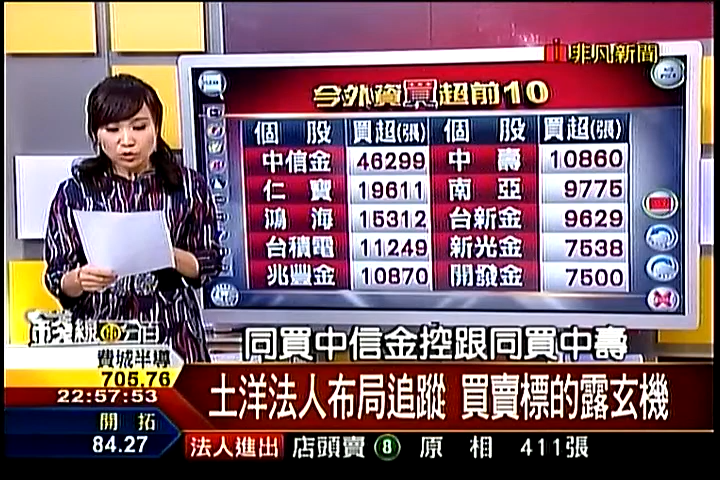 非凡新聞
今外資買超前10
個股 買超(張) 個股 買超(張)
中信金 46299 中壽 10860
仁寶 19611 南亞 9775
鴻海 15312 台新金 9629
台積電 11249 新光金 7538
兆豐金 10870 開發金 7500
同買中信金控跟同買中壽
費城半導
705.76
土洋法人布局追蹤 買賣標的露玄機
22:57:53
開拓
84.27
法人進出 店頭賣 8 原相 411張